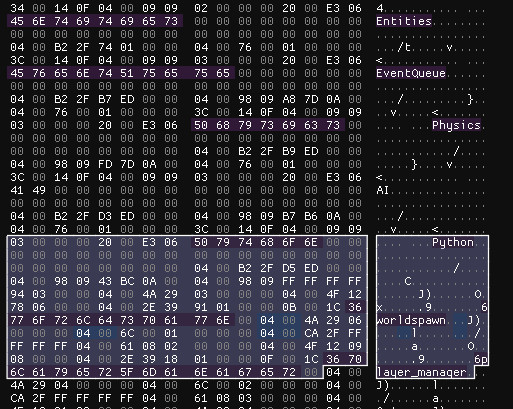 34 00 14 0F 04 00 09 09 02 00 00 00 20 00 E3 06 4...............
45 6E 74 69 74 69 65 73 00 00 00 00 00 00 00 00 Entities........
00 00 00 00 00 00 00 00 00 00 00 00 00 00 00 00 ................
04 00 B2 2F 74 01 00 00 04 00 76 00 01 00 00 00 .../t.....v.....
3C 00 14 0F 04 00 09 09 03 00 00 00 20 00 E3 06 <...............
45 76 65 6E 74 51 75 65 75 65 00 00 00 00 00 00 EventQueue......
00 00 00 00 00 00 00 00 00 00 00 00 00 00 00 00 ................
04 00 B2 2F B7 ED 00 00 04 00 98 09 A8 7D 0A 00 .../.........}..
04 00 76 00 01 00 00 00 3C 00 14 0F 04 00 09 09 ..v.....<.......
03 00 00 00 20 00 E3 06 50 68 79 73 69 63 73 00 ........Physics.
00 00 00 00 00 00 00 00 00 00 00 00 00 00 00 00 ................
00 00 00 00 00 00 00 00 04 00 B2 2F B9 ED 00 00 .........../....
04 00 98 09 FD 7D 0A 00 04 00 76 00 01 00 00 00 .....}....v.....
3C 00 14 0F 04 00 09 09 03 00 00 00 20 00 E3 06 <...............
41 49 00 00 00 00 00 00 00 00 00 00 00 00 00 00 AI..............
00 00 00 00 00 00 00 00 00 00 00 00 00 00 00 00 ................
04 00 B2 2F D3 ED 00 00 04 00 98 09 B7 B6 0A 00 .../............
04 00 76 00 01 00 00 00 3C 00 14 0F 04 00 09 09 ..v.....<.......
03 00 00 00 20 00 E3 06 50 79 74 68 6F 6E 00 00 ........Python..
00 00 00 00 00 00 00 00 00 00 00 00 00 00 00 00 ................
00 00 00 00 00 00 00 00 04 00 B2 2F D5 ED 00 00 .........../....
04 00 98 09 43 BC 0A 00 04 00 98 09 FF FF FF FF ....C...........
94 03 00 00 04 00 4A 29 03 00 00 00 04 00 4F 12 ......J)......O.
78 06 00 00 04 00 2E 39 91 01 00 00 0B 00 1C 36 x......9.......6
77 6F 72 6C 64 73 70 61 77 6E 00 04 00 4A 29 06 worldspawn...J).
00 00 00 04 00 6C 00 01 00 00 00 04 00 CA 2F FF .....l......../.
FF FF FF 04 00 61 08 02 00 00 00 04 00 4F 12 09 .....a.......O..
08 00 00 04 00 2E 39 18 01 00 00 0F 00 1C 36 70 ......9.......6p
6C 61 79 65 72 5F 6D 61 6E 61 67 65 72 00 04 00 layer_manager...
4A 29 04 00 00 00 04 00 6C 00 02 00 00 00 04 00 J)......l.......
CA 2F FF FF FF FF 04 00 61 08 03 00 00 00 04 00 ./......a.......